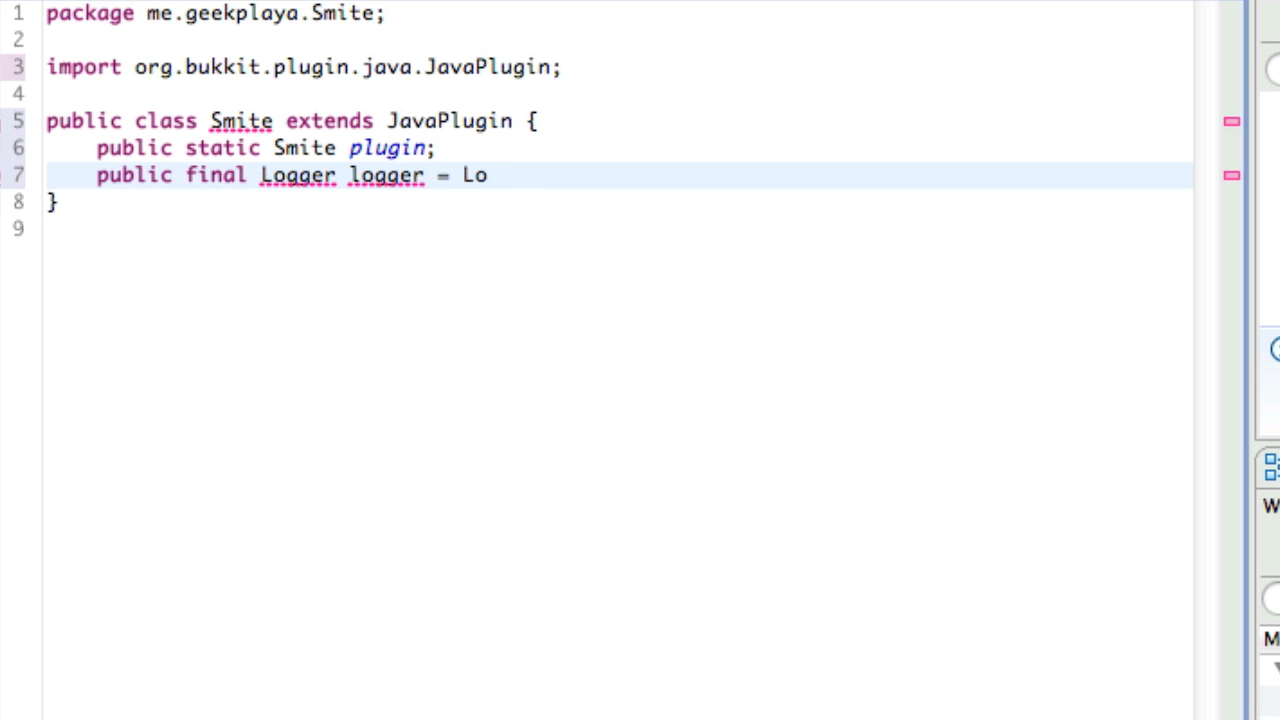 1 package me.geekplaya.Smite;
2
3 import org.bukkit.plugin.java.JavaPlugin;
4
5 public class Smite extends JavaPlugin {
6     public static Smite plugin;
7     public final Logger logger = Lo
8 }
9
W
M